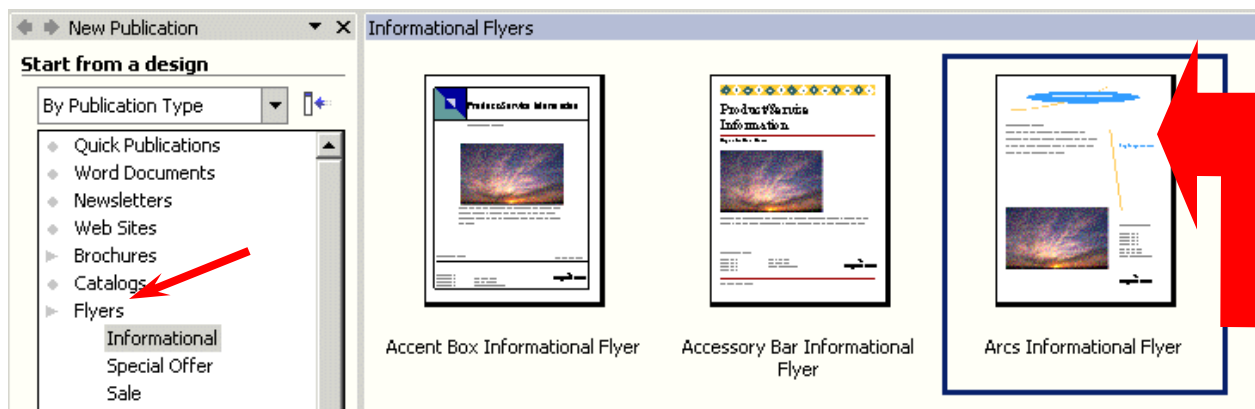 New Publication
Start from a design
By Publication Type
Quick Publications
Word Documents
Newsletters
Web Sites
Brochures
Catalogs
Flyers
Informational
Special Offer
Sale
Informational Flyers
Product/Service Information
Product/Service
Information
Accent Box Informational Flyer
Accessory Bar Informational
Flyer
Arcs Informational Flyer